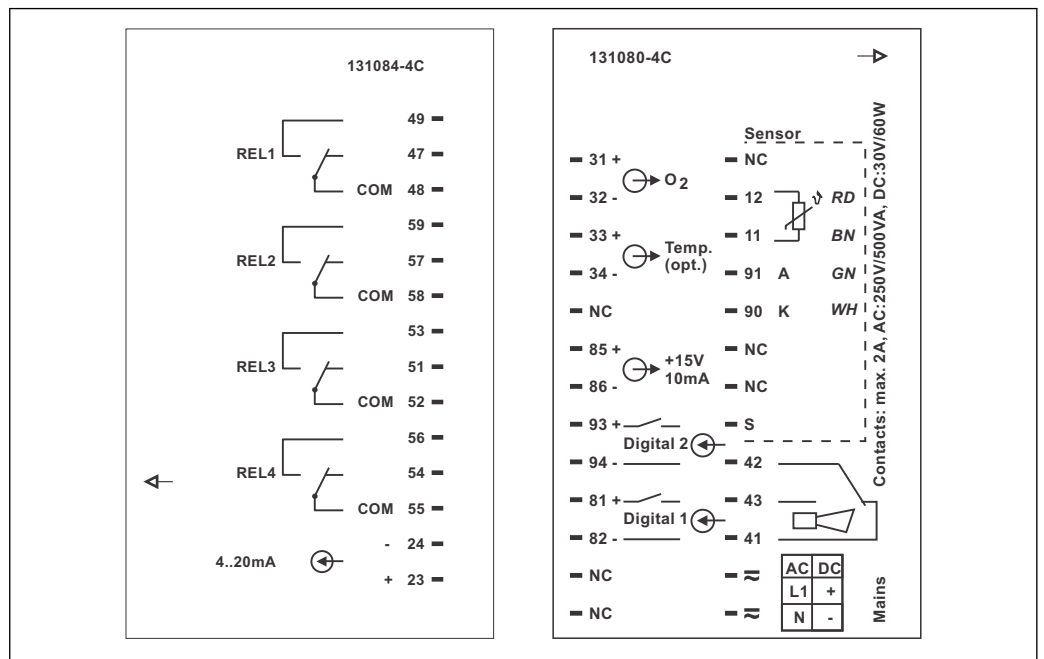 131084-4C
49
REL1
47
COM 48
59
REL2
57
COM 58
53
REL3
51
COM 52
56
REL4
54
COM 55
- 24
4..20mA
+ 23
131080-4C
31 +
32 -
O2
33 +
34 -
Temp.
(opt.)
NC
85 +
86 -
+15V
10mA
93 +
Digital 2
94 -
81 +
Digital 1
82 -
NC
NC
Sensor
NC
12 RD
11 BN
91 A GN
90 K WH
NC
NC
S
42
43
41
AC DC
L1 +
N -
Contacts: max. 2A, AC:250V/500VA, DC:30V/60W
Mains